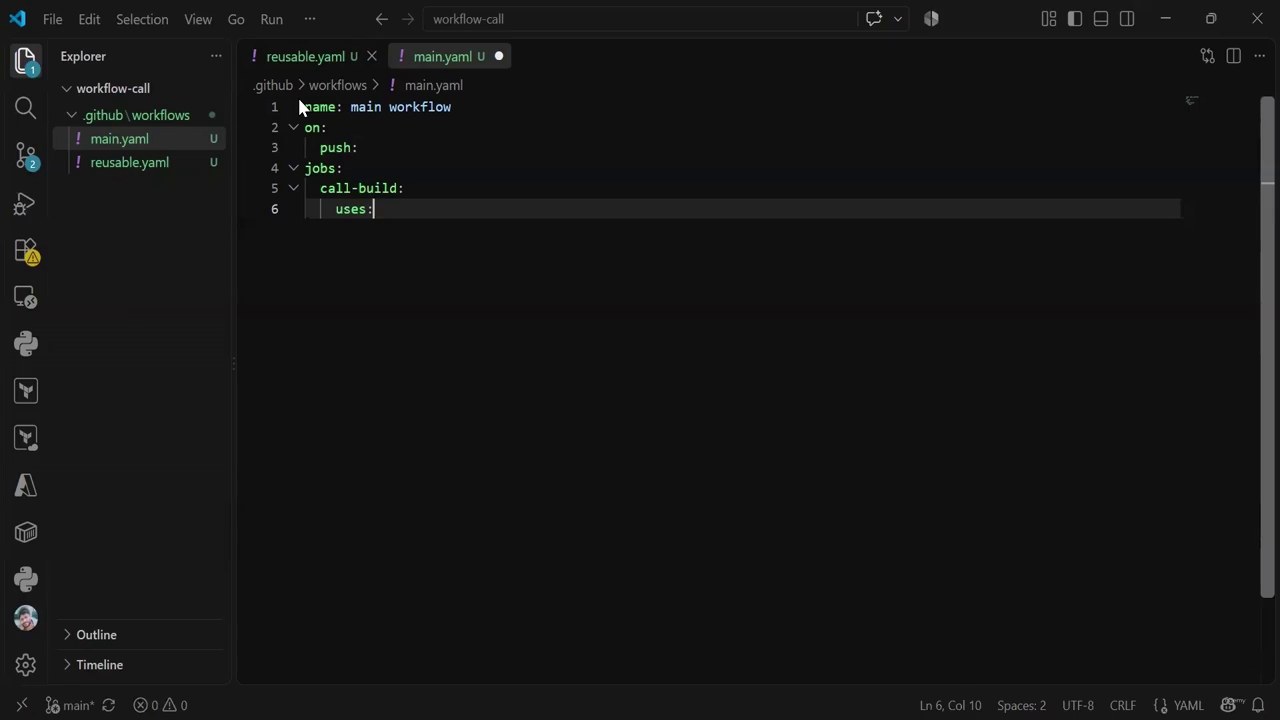 File Edit Selection View Go Run ··· workflow-call
Explorer ···
workflow-call
.github\workflows
main.yaml U
reusable.yaml U
Outline
Timeline
! reusable.yaml U
! main.yaml U
.github > workflows > ! main.yaml
1 name: main workflow
2 on:
3 push:
4 jobs:
5 call-build:
6 uses:
1
2
main* 0 0
Ln 6, Col 10 Spaces: 2 UTF-8 CRLF {} YAML